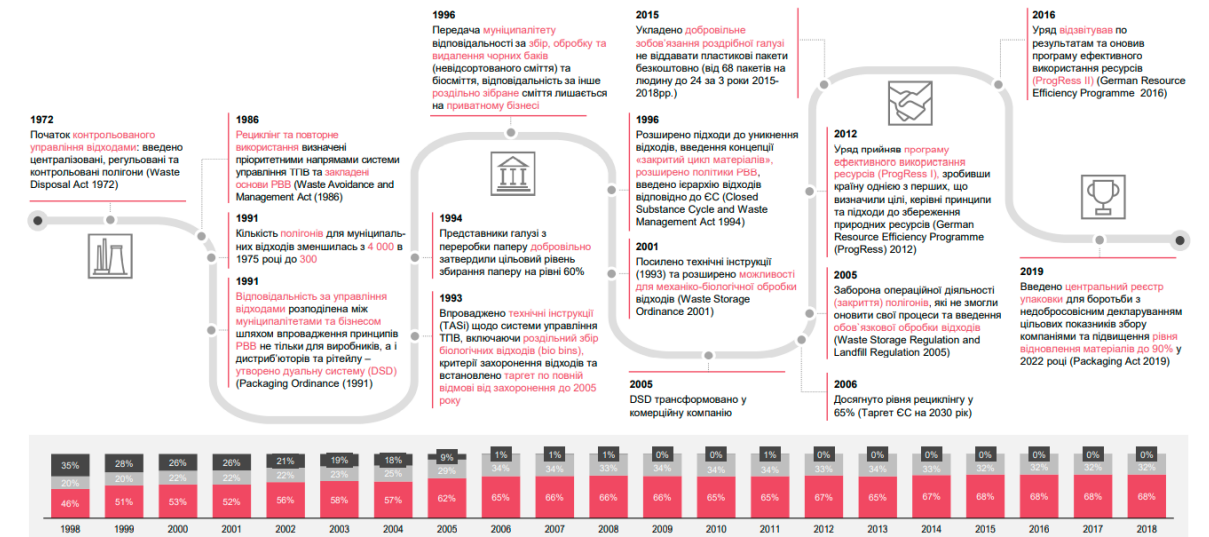 1972
Початок контрольованого
управління відходами: введено
централізовані, регульовані та
контрольовані полігони (Waste
Disposal Act 1972)
1986
Рециклінг та повторне
використання визначені
пріоритетними напрямами системи
управління ТПВ та закладені
основи РВВ (Waste Avoidance and
Management Act (1986)
1991
Кількість полігонів для муніципаль-
них відходів зменшилась з 4 000 в
1975 році до 300
1991
Відповідальність за управління
відходами розподілена між
муніципалітетами та бізнесом
шляхом впровадження принципів
РВВ не тільки для виробників, а і
дистриб'юторів та рітейлу –
утворено дуальну систему (DSD)
(Packaging Ordinance (1991)
1996
Передача муніципалітету
відповідальності за збір, обробку та
видалення чорних баків
(невідсортованого сміття) та
біосміття, відповідальність за інше
роздільно зібране сміття лишається
на приватному бізнесі
1994
Представники галузі з
переробки паперу добровільно
затвердили цільовий рівень
збирання паперу на рівні 60%
1993
Впроваджено технічні інструкції
(TASi) щодо системи управління
ТПВ, включаючи роздільний збір
біологічних відходів (bio bins),
критерії захоронення відходів та
встановлено таргет по повній
відмові від захоронення до 2005
року
2015
Укладено добровільне
зобов'язання роздрібної галузі
не віддавати пластикові пакети
безкоштовно (від 68 пакетів на
людину до 24 за 3 роки 2015-
2018рр.)
1996
Розширено підходи до уникнення
відходів, введення концепції
«закритий цикл матеріалів»,
розширено політики РВВ,
введено ієрархію відходів
відповідно до ЄС (Closed
Substance Cycle and Waste
Management Act 1994)
2001
Посилено технічні інструкції
(1993) та розширено можливості
для механіко-біологічної обробки
відходів (Waste Storage
Ordinance 2001)
2005
DSD трансформовано у
комерційну компанію
2012
Уряд прийняв програму
ефективного використання
ресурсів (ProgRess I), зробивши
країну однією з перших, що
визначили цілі, керівні принципи
та підходи до збереження
природних ресурсів (German
Resource Efficiency Programme
(ProgRess) 2012)
2005
Заборона операційної діяльності
(закриття) полігонів, які не змогли
оновити свої процеси та введення
обов'язкової обробки відходів
(Waste Storage Regulation and
Landfill Regulation 2005)
2006
Досягнуто рівня рециклінгу у
65% (Таргет ЄС на 2030 рік)
2016
Уряд відзвітував по
результатам та оновив
програму ефективного
використання ресурсів
(ProgRess II) (German Resource
Efficiency Programme 2016)
2019
Введено центральний реєстр
упаковки для боротьби з
недобросовісним декларуванням
цільових показників збору
компаніями та підвищення рівня
відновлення матеріалів до 90% у
2022 році (Packaging Act 2019)
35% 28% 26% 26% 21% 19% 18% 9% 1% 1% 1% 0% 0% 1% 0% 0% 0% 0% 0% 0% 0%
20% 20% 22% 22% 22% 23% 25% 29% 34% 34% 33% 34% 34% 34% 33% 34% 33% 32% 32% 32% 32%
46% 51% 53% 52% 56% 58% 57% 62% 65% 66% 66% 66% 65% 65% 67% 65% 67% 68% 68% 68% 68%
1998 1999 2000 2001 2002 2003 2004 2005 2006 2007 2008 2009 2010 2011 2012 2013 2014 2015 2016 2017 2018